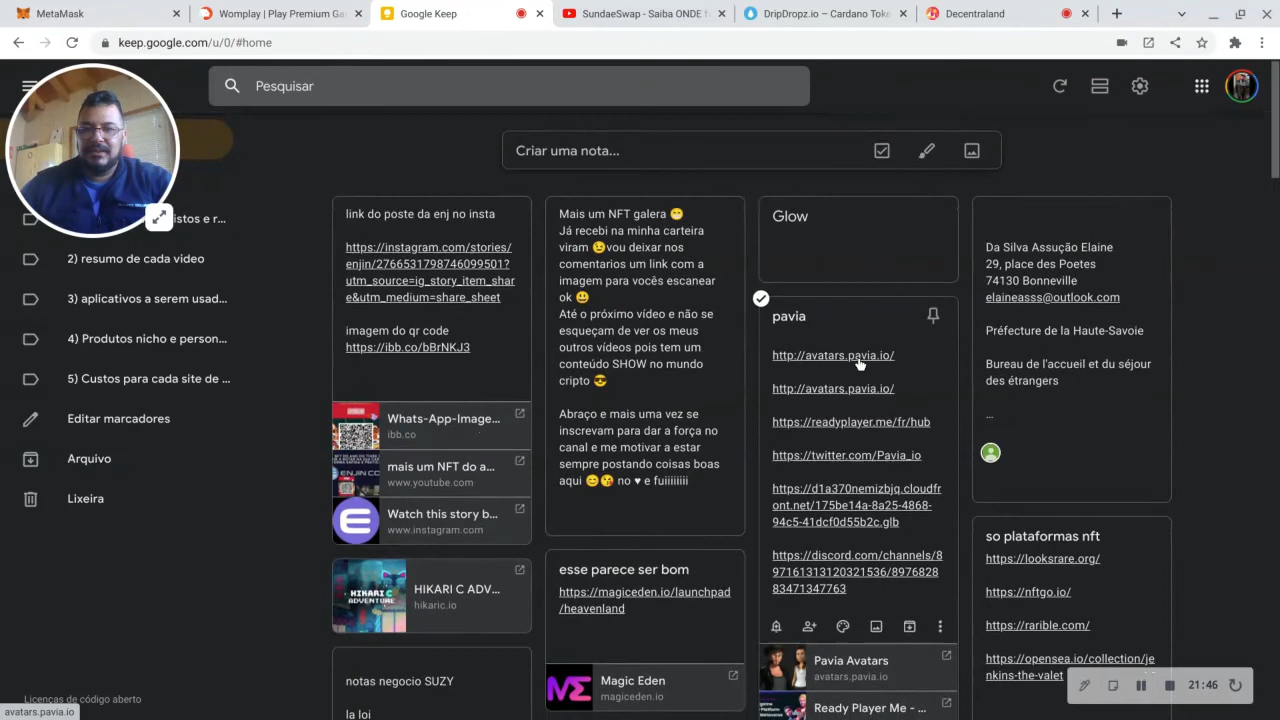 MetaMask
Womplay | Play Premium Ga
Google Keep
SundaeSwap - Saiba ONDE
DripDropz.io – Cardano Toke
Decentraland
keep.google.com/u/0/#home
Pesquisar
Criar uma nota...
istos e r...
2) resumo de cada video
3) aplicativos a serem usad...
4) Produtos nicho e person...
5) Custos para cada site de ...
Editar marcadores
Arquivo
Lixeira
Licenças de código aberto
avatars.pavia.io
link do poste da enj no insta
https://instagram.com/stories/
enjin/2766531798746099501?
utm_source=ig_story_item_shar
e&utm_medium=share_sheet
imagem do qr code
https://ibb.co/bBrNKJ3
Whats-App-Image...
ibb.co
mais um NFT do a...
www.youtube.com
Watch this story b...
www.instagram.com
HIKARI C ADVENTURE
HIKARI C ADV...
hikaric.io
notas negocio SUZY
la loi
Mais um NFT galera 😁
Já recebi na minha carteira
viram 😉vou deixar nos
comentarios um link com a
imagem para vocês escanear
ok 😃
Até o próximo vídeo e não se
esqueçam de ver os meus
outros vídeos pois tem um
conteúdo SHOW no mundo
cripto 😎
Abraço e mais uma vez se
inscrevam para dar a força no
canal e me motivar a estar
sempre postando coisas boas
aqui 😊😘 no ♥ e fuiiiiiiii
esse parece ser bom
https://magiceden.io/launchpad
/heavenland
Magic Eden
magiceden.io
Glow
pavia
http://avatars.pavia.io/
http://avatars.pavia.io/
https://readyplayer.me/fr/hub
https://twitter.com/Pavia_io
https://d1a370nemizbjq.cloudfr
ont.net/175be14a-8a25-4868-
94c5-41dcf0d55b2c.glb
https://discord.com/channels/8
97161313120321536/8976828
83471347763
Pavia Avatars
avatars.pavia.io
Ready Player Me - ...
Da Silva Assução Elaine
29, place des Poetes
74130 Bonneville
elaineasss@outlook.com
Préfecture de la Haute-Savoie
Bureau de l'accueil et du séjour
des étrangers
...
so plataformas nft
https://looksrare.org/
https://nftgo.io/
https://rarible.com/
https://opensea.io/collection/je
nkins-the-valet
21:46